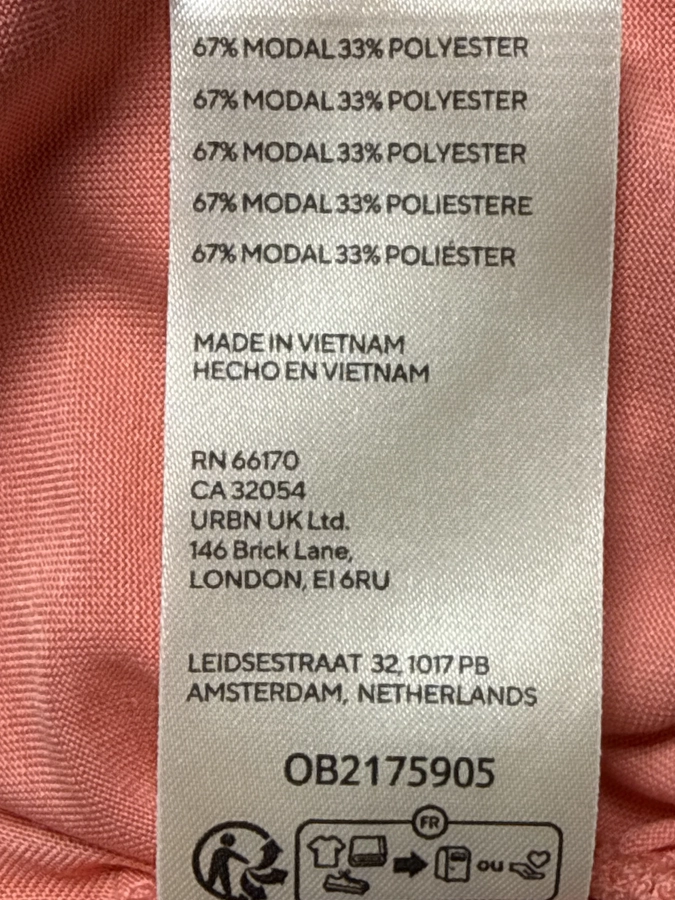 67% MODAL 33% POLYESTER
67% MODAL 33% POLYESTER
67% MODAL 33% POLYESTER
67% MODAL 33% POLIESTERE
67% MODAL 33% POLIÉSTER
MADE IN VIETNAM
HECHO EN VIETNAM
RN 66170
CA 32054
URBN UK Ltd.
146 Brick Lane,
LONDON, E1 6RU
LEIDSESTRAAT 32, 1017 PB
AMSTERDAM, NETHERLANDS
OB2175905
FR
ou